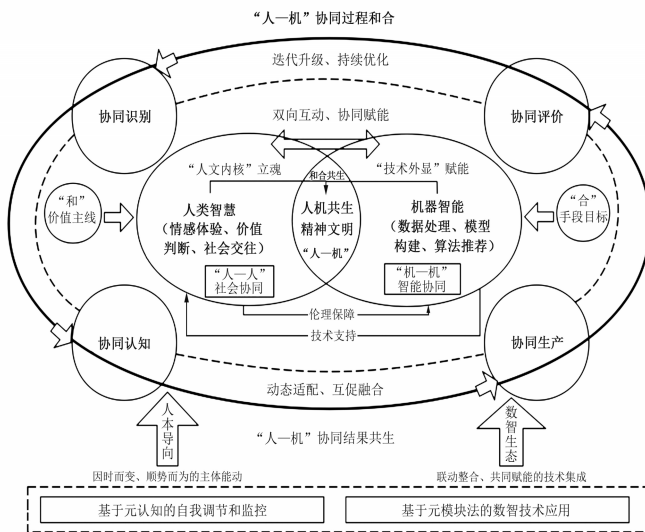 “人—机”协同过程和合
迭代升级、持续优化
协同识别
协同评价
双向互动、协同赋能
“人文内核”立魂
“技术外显”赋能
和合共生
“和”
价值主线
人类智慧
(情感体验、价值
判断、社会交往)
人机共生
精神文明
“人—机”
机器智能
(数据处理、模型
构建、算法推荐)
“合”
手段目标
“人—人”
社会协同
“机—机”
智能协同
伦理保障
技术支持
协同认知
协同生产
动态适配、互促融合
人本导向
“人—机”协同结果共生
数智生态
因时而变、顺势而为的主体能动
联动整合、共同赋能的技术集成
基于元认知的自我调节和监控
基于元模块法的数智技术应用